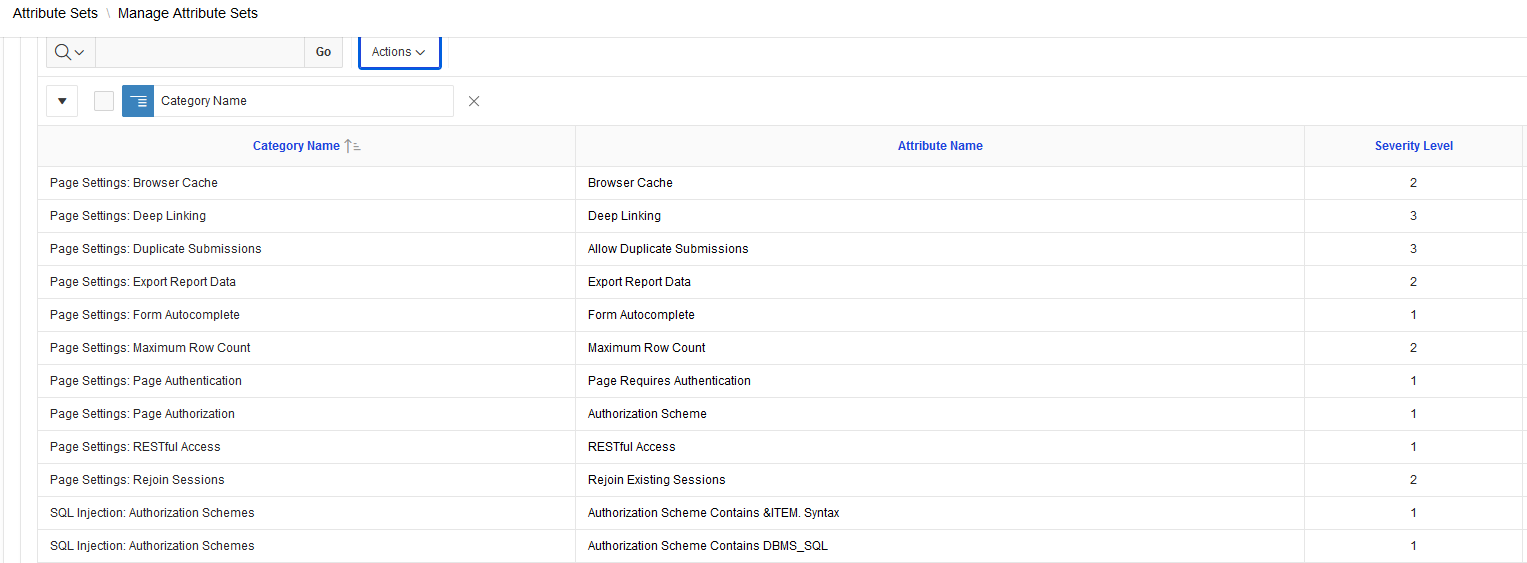 Attribute Sets \ Manage Attribute Sets
Go Actions
Category Name
Category Name Attribute Name Severity Level
Page Settings: Browser Cache Browser Cache 2
Page Settings: Deep Linking Deep Linking 3
Page Settings: Duplicate Submissions Allow Duplicate Submissions 3
Page Settings: Export Report Data Export Report Data 2
Page Settings: Form Autocomplete Form Autocomplete 1
Page Settings: Maximum Row Count Maximum Row Count 2
Page Settings: Page Authentication Page Requires Authentication 1
Page Settings: Page Authorization Authorization Scheme 1
Page Settings: RESTful Access RESTful Access 1
Page Settings: Rejoin Sessions Rejoin Existing Sessions 2
SQL Injection: Authorization Schemes Authorization Scheme Contains &ITEM. Syntax 1
SQL Injection: Authorization Schemes Authorization Scheme Contains DBMS_SQL 1